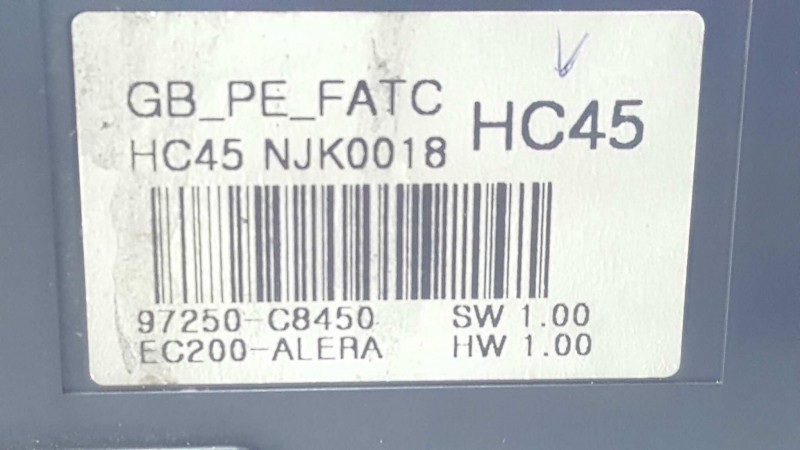 GB_PE_FATC
HC45
HC45 NJK0018
97250-C8450 SW 1.00
EC200-ALERA HW 1.00